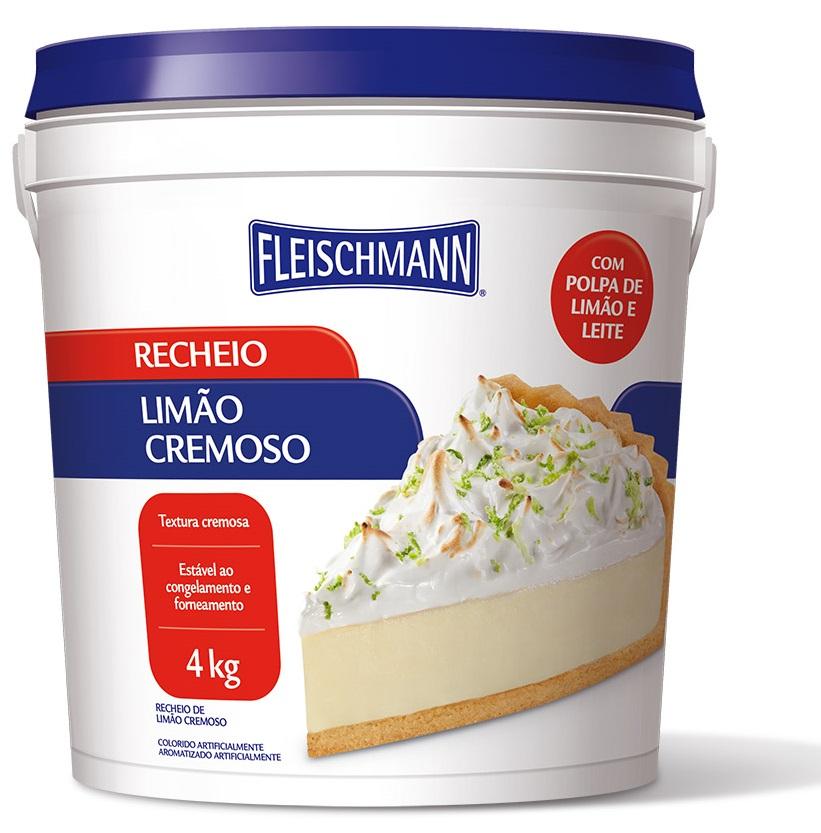 FLEISCHMANN®
COM
POLPA DE
LIMÃO E
LEITE
RECHEIO
LIMÃO
CREMOSO
Textura cremosa
Estável ao
congelamento e
forneamento
4 kg
RECHEIO DE
LIMÃO CREMOSO
COLORIDO ARTIFICIALMENTE
AROMATIZADO ARTIFICIALMENTE